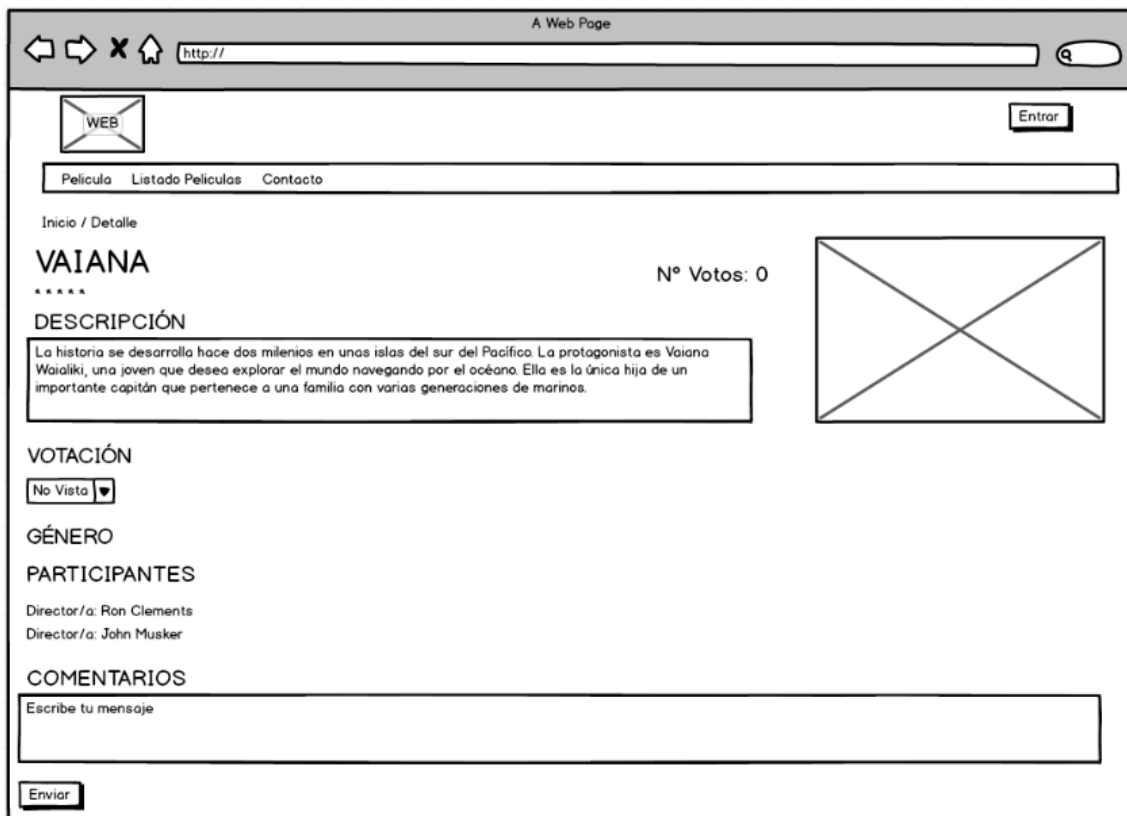 A Web Page
http://
WEB
Entrar
Pelicula Listado Peliculas Contacto
Inicio / Detalle
VAIANA
* * * * *
Nº Votos: 0
DESCRIPCIÓN
La historia se desarrolla hace dos milenios en unas islas del sur del Pacífico. La protagonista es Vaiana
Waialiki, una joven que desea explorar el mundo navegando por el océano. Ella es la única hija de un
importante capitán que pertenece a una familia con varias generaciones de marinos.
VOTACIÓN
No Vista
GÉNERO
PARTICIPANTES
Director/a: Ron Clements
Director/a: John Musker
COMENTARIOS
Escribe tu mensaje
Enviar